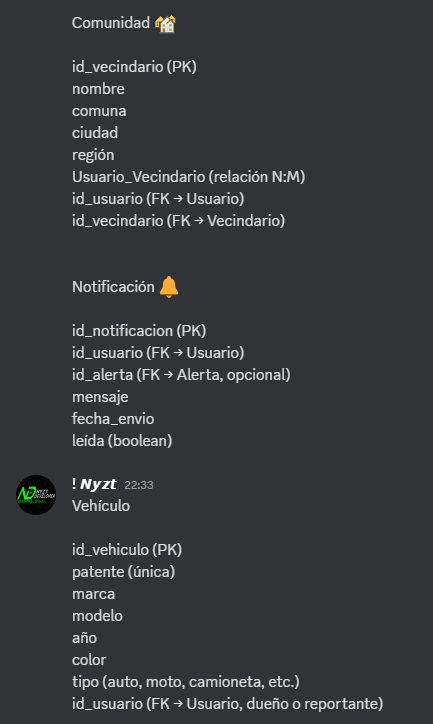 Comunidad
id_vecindario (PK)
nombre
comuna
ciudad
región
Usuario_Vecindario (relación N:M)
id_usuario (FK → Usuario)
id_vecindario (FK → Vecindario)
Notificación
id_notificacion (PK)
id_usuario (FK → Usuario)
id_alerta (FK → Alerta, opcional)
mensaje
fecha_envio
leída (boolean)
! Nyzt 22:33
Vehículo
id_vehiculo (PK)
patente (única)
marca
modelo
año
color
tipo (auto, moto, camioneta, etc.)
id_usuario (FK → Usuario, dueño o reportante)